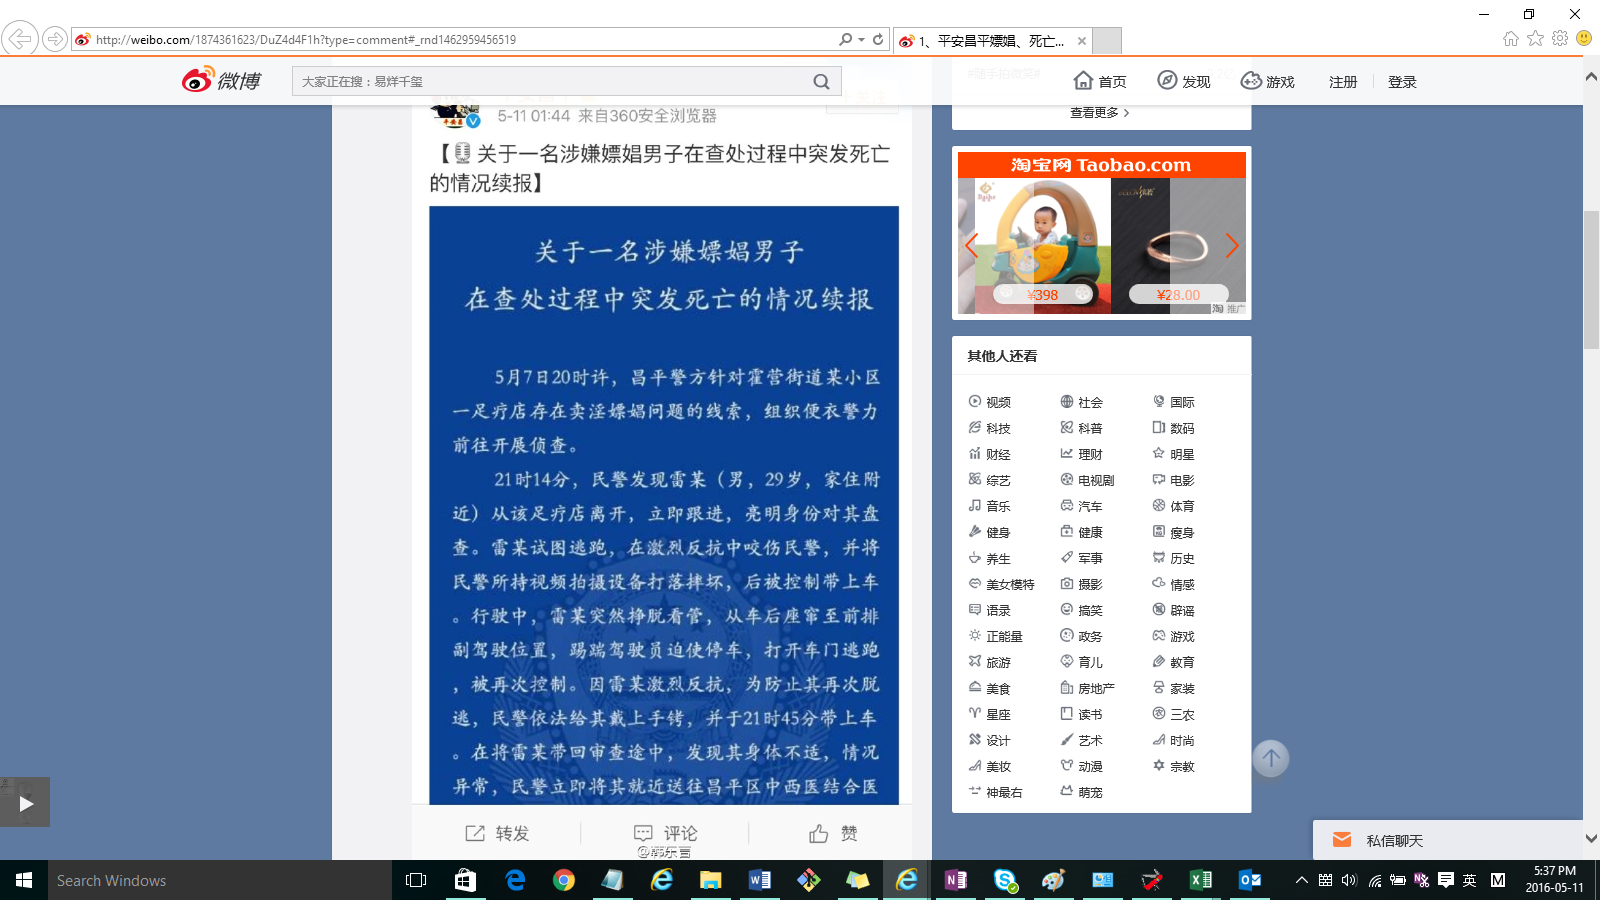 http://weibo.com/1874361623/DuZ4d4F1h?type=comment#_rnd1462959456519
1、平安昌平嫖娼、死亡...
微博
大家正在搜：易烊千玺
首页
发现
游戏
注册
登录
5-11 01:44 来自360安全浏览器
【关于一名涉嫌嫖娼男子在查处过程中突发死亡
的情况续报】
关于一名涉嫌嫖娼男子
在查处过程中突发死亡的情况续报
5月7日20时许，昌平警方针对霍营街道某小区
一足疗店存在卖淫嫖娼问题的线索，组织便衣警力
前往开展侦查。
21时14分，民警发现雷某（男，29岁，家住附
近）从该足疗店离开，立即跟进，亮明身份对其盘
查。雷某试图逃跑，在激烈反抗中咬伤民警，并将
民警所持视频拍摄设备打落摔坏，后被控制带上车
。行驶中，雷某突然挣脱看管，从车后座窜至前排
副驾驶位置，踢踹驾驶员迫使停车，打开车门逃跑
，被再次控制。因雷某激烈反抗，为防止其再次脱
逃，民警依法给其戴上手铐，并于21时45分带上车
。在将雷某带回审查途中，发现其身体不适，情况
异常，民警立即将其就近送往昌平区中西医结合医
转发
评论
赞
@韩东言
查看更多
淘宝网 Taobao.com
¥398
¥28.00
淘 推广
其他人还看
视频 社会 国际
科技 科普 数码
财经 理财 明星
综艺 电视剧 电影
音乐 汽车 体育
健身 健康 瘦身
养生 军事 历史
美女模特 摄影 情感
语录 搞笑 辟谣
正能量 政务 游戏
旅游 育儿 教育
美食 房地产 家装
星座 读书 三农
设计 艺术 时尚
美妆 动漫 宗教
神最右 萌宠
私信聊天
Search Windows
英
M
5:37 PM
2016-05-11